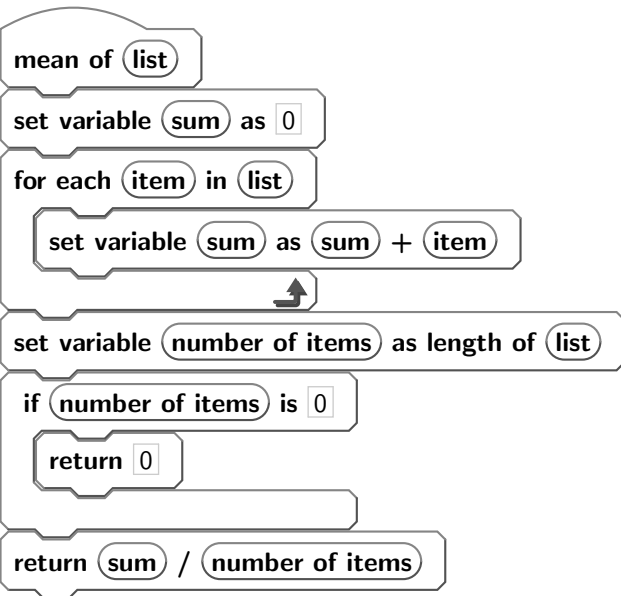 mean of list
set variable sum as 0
for each item in list
set variable sum as sum + item
set variable number of items as length of list
if number of items is 0
return 0
return sum / number of items